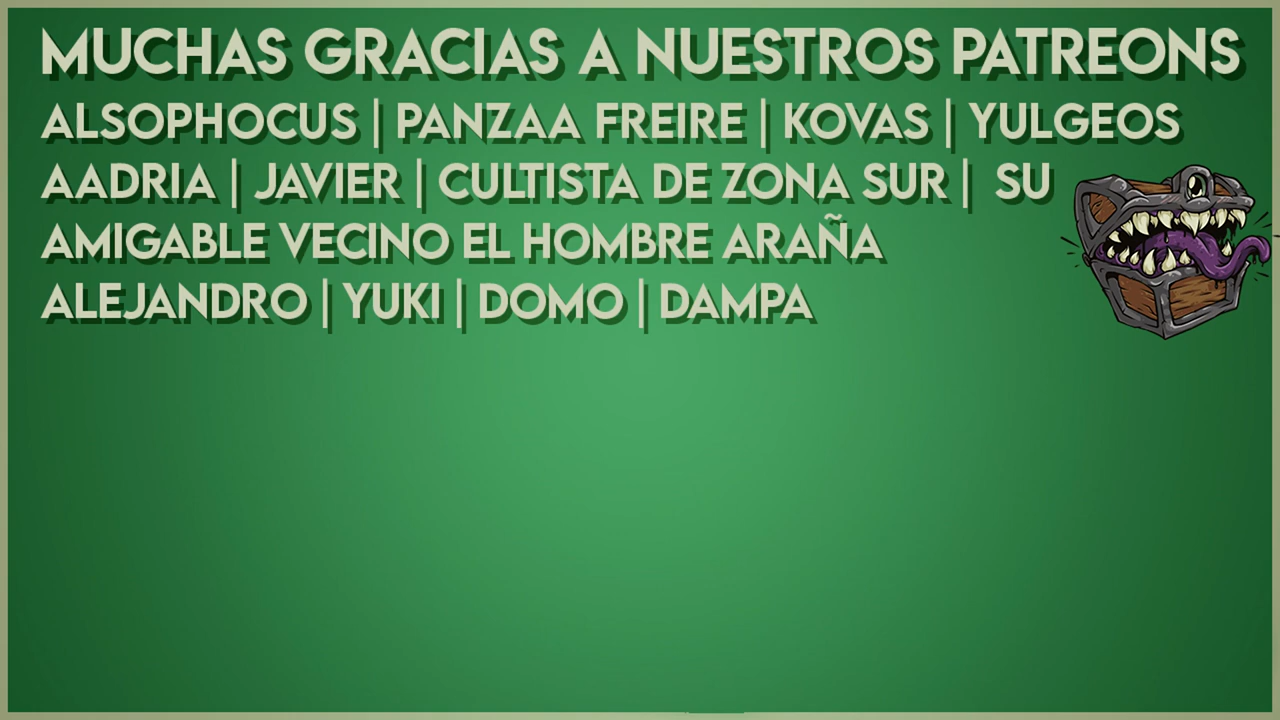 MUCHAS GRACIAS A NUESTROS PATREONS
ALSOPHOCUS | PANZAA FREIRE | KOVAS | YULGEOS
AADRIA | JAVIER | CULTISTA DE ZONA SUR | SU
AMIGABLE VECINO EL HOMBRE ARAÑA
ALEJANDRO | YUKI | DOMO | DAMPA